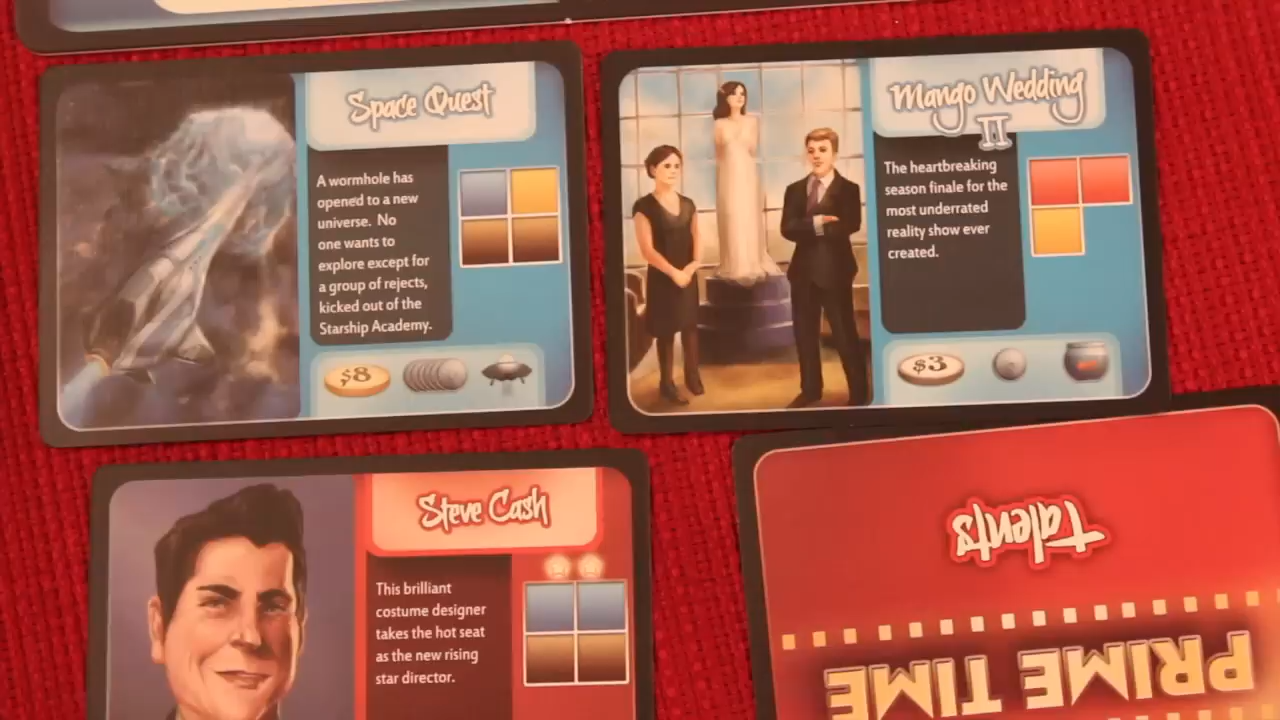 Space Quest
A wormhole has
opened to a new
universe. No
one wants to
explore except for
a group of rejects,
kicked out of the
Starship Academy.
$8
Mango Wedding
II
The heartbreaking
season finale for the
most underrated
reality show ever
created.
$3
Steve Cash
This brilliant
costume designer
takes the hot seat
as the new rising
star director.
Talents
PRIME TIME